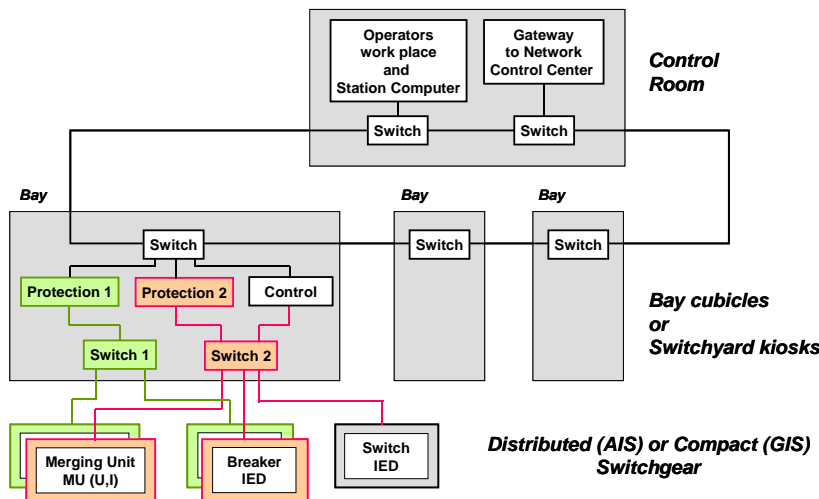 Operators
work place
and
Station Computer
Gateway
to Network
Control Center
Control
Room
Switch
Switch
Bay
Bay
Bay
Switch
Switch
Switch
Protection 1
Protection 2
Control
Bay cubicles
or
Switchyard kiosks
Switch 1
Switch 2
Merging Unit
MU (U,I)
Breaker
IED
Switch
IED
Distributed (AIS) or Compact (GIS)
Switchgear